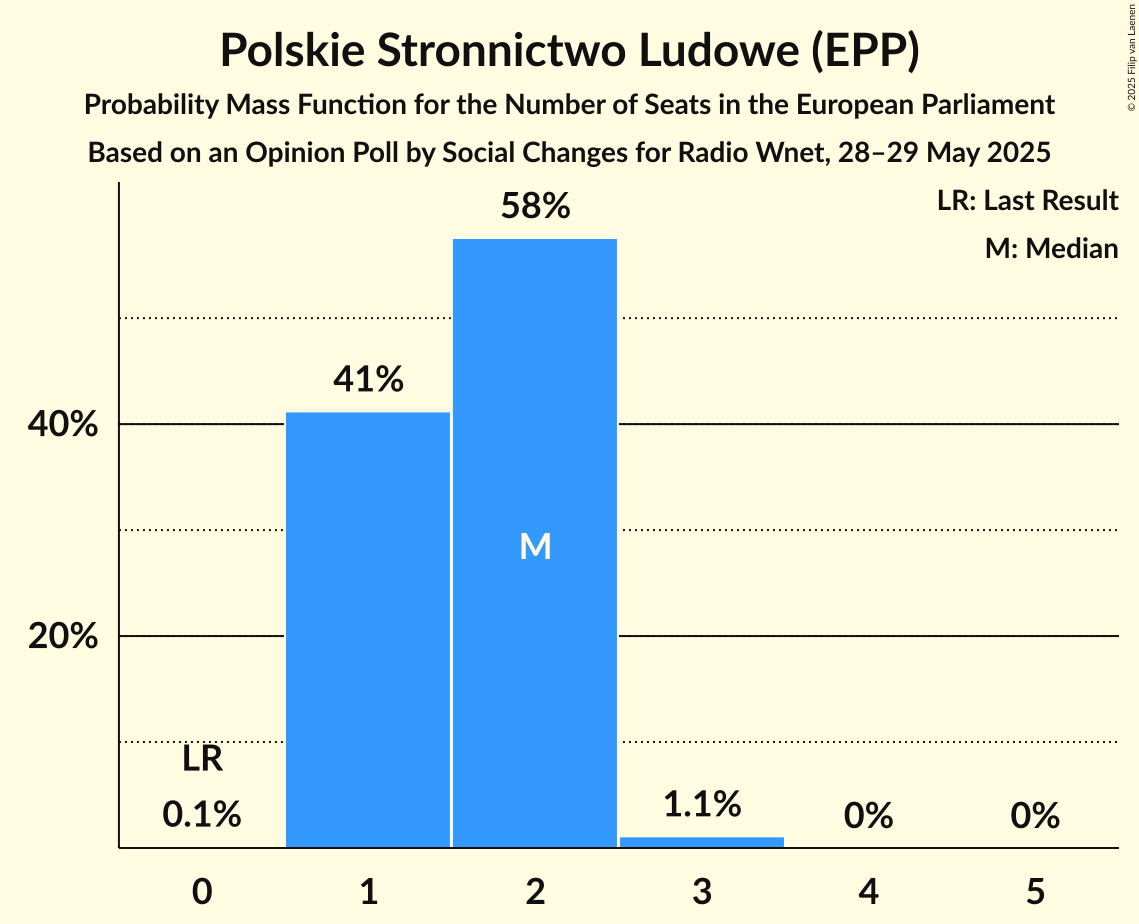 Polskie Stronnictwo Ludowe (EPP)
Probability Mass Function for the Number of Seats in the European Parliament
Based on an Opinion Poll by Social Changes for Radio Wnet, 28–29 May 2025
© 2025 Filip van Laenen
LR: Last Result
M: Median
58%
41%
40%
M
20%
LR
0.1%
1.1%
0%
0%
0 1 2 3 4 5